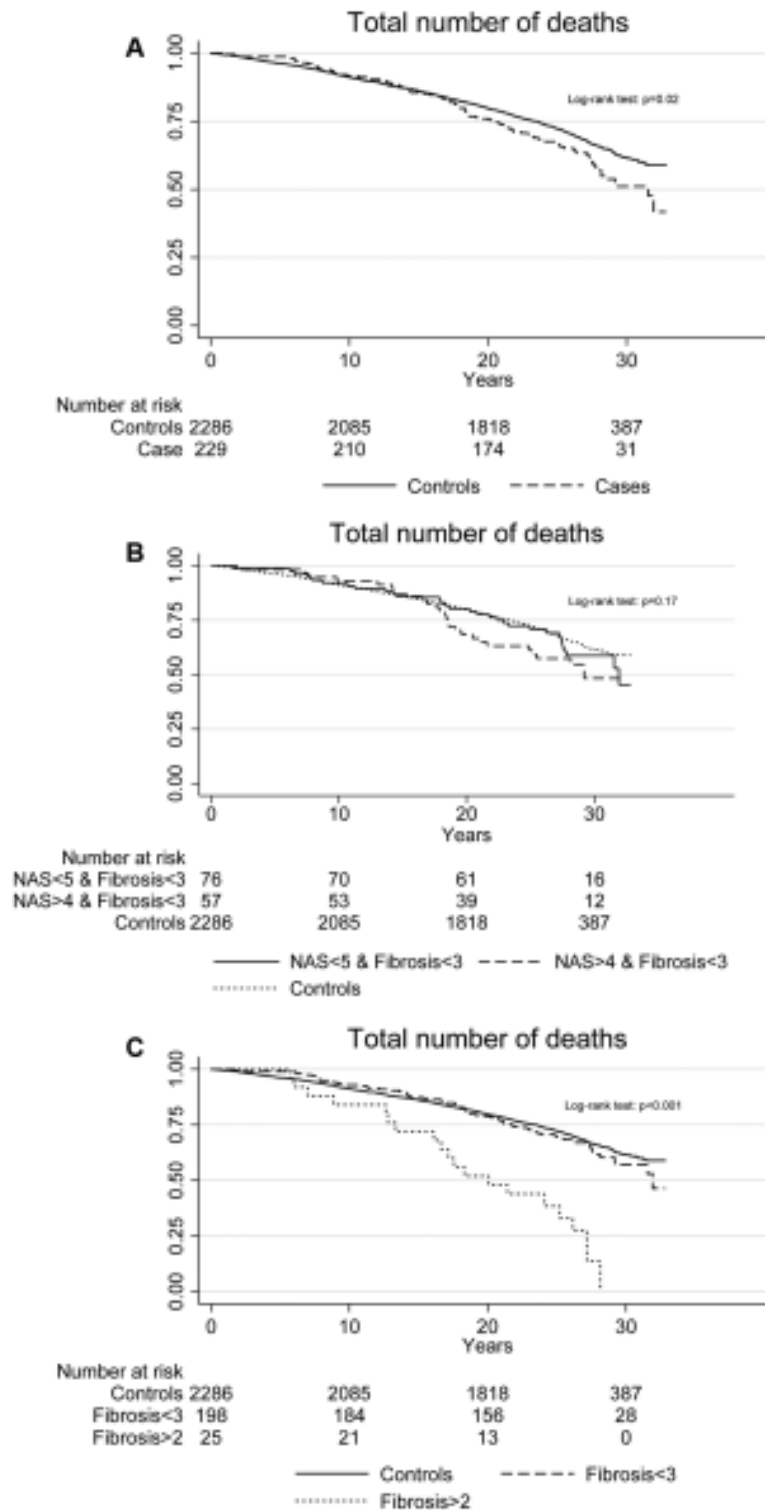 A
Total number of deaths
1.00
0.75
0.50
0.25
0.00
Log-rank test: p=0.02
0 10 20 30
Years
Number at risk
Controls 2286 2085 1818 387
Case 229 210 174 31
Controls Cases
B
Total number of deaths
1.00
0.75
0.50
0.25
0.00
Log-rank test: p=0.17
0 10 20 30
Years
Number at risk
NAS<5 & Fibrosis<3 76 70 61 16
NAS>4 & Fibrosis<3 57 53 39 12
Controls 2286 2085 1818 387
NAS<5 & Fibrosis<3 NAS>4 & Fibrosis<3
Controls
C
Total number of deaths
1.00
0.75
0.50
0.25
0.00
Log-rank test: p<0.001
0 10 20 30
Years
Number at risk
Controls 2286 2085 1818 387
Fibrosis<3 198 184 156 28
Fibrosis>2 25 21 13 0
Controls Fibrosis<3
Fibrosis>2